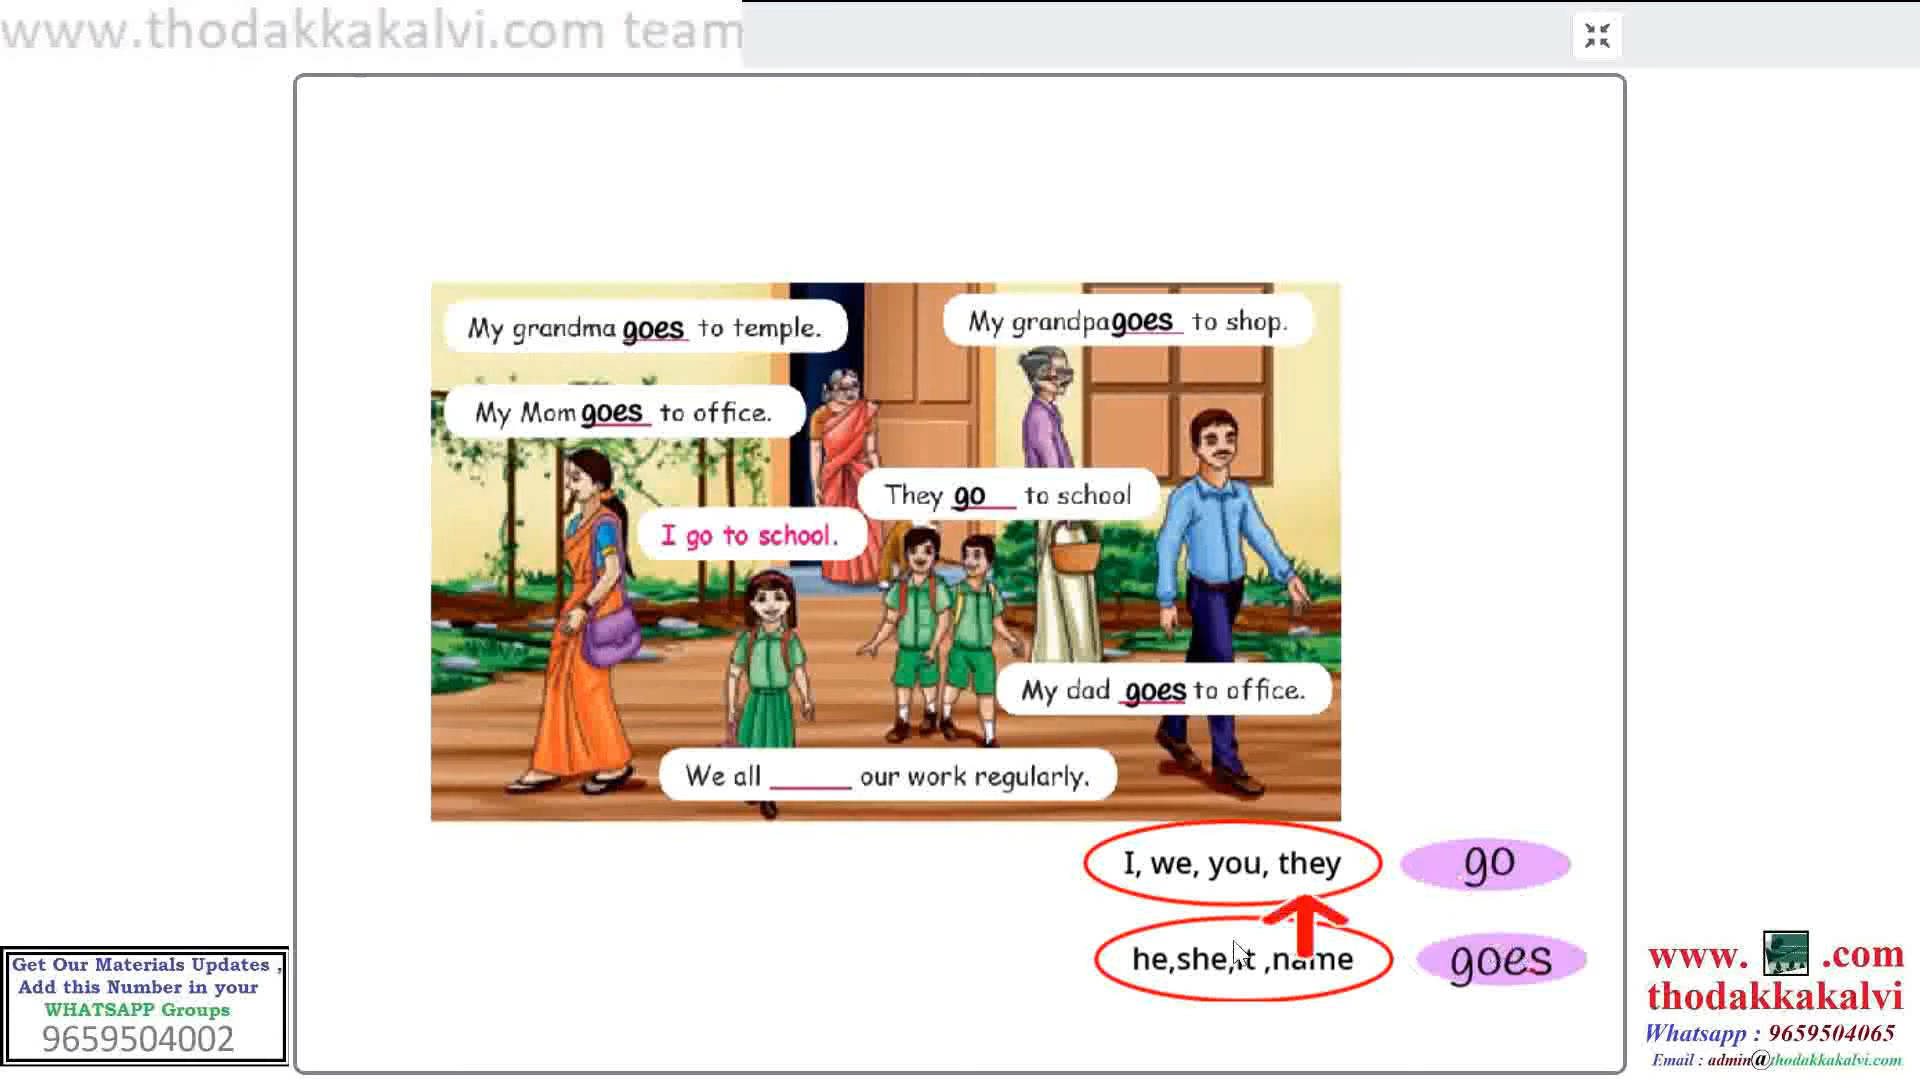 www.thodakkakalvi.com team
My grandma goes to temple.
My grandpa goes to shop.
My Mom goes to office.
They go to school
I go to school.
My dad goes to office.
We all ______ our work regularly.
I, we, you, they
go
he,she,it ,name
goes
Get Our Materials Updates ,
Add this Number in your
WHATSAPP Groups
9659504002
www. .com
thodakkakalvi
Whatsapp : 9659504065
Email : admin@thodakkakalvi.com